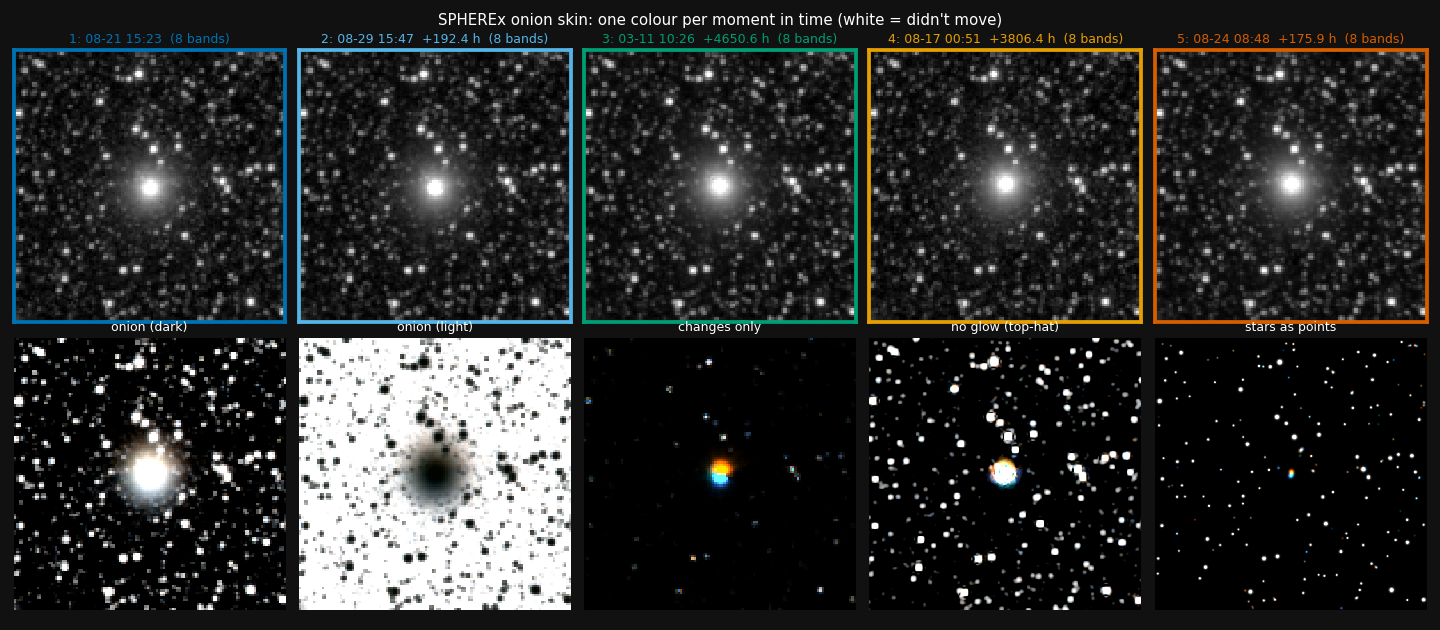 SPHEREx onion skin: one colour per moment in time (white = didn't move)
1: 08-21 15:23  (8 bands)
2: 08-29 15:47  +192.4 h  (8 bands)
3: 03-11 10:26  +4650.6 h  (8 bands)
4: 08-17 00:51  +3806.4 h  (8 bands)
5: 08-24 08:48  +175.9 h  (8 bands)
onion (dark)
onion (light)
changes only
no glow (top-hat)
stars as points